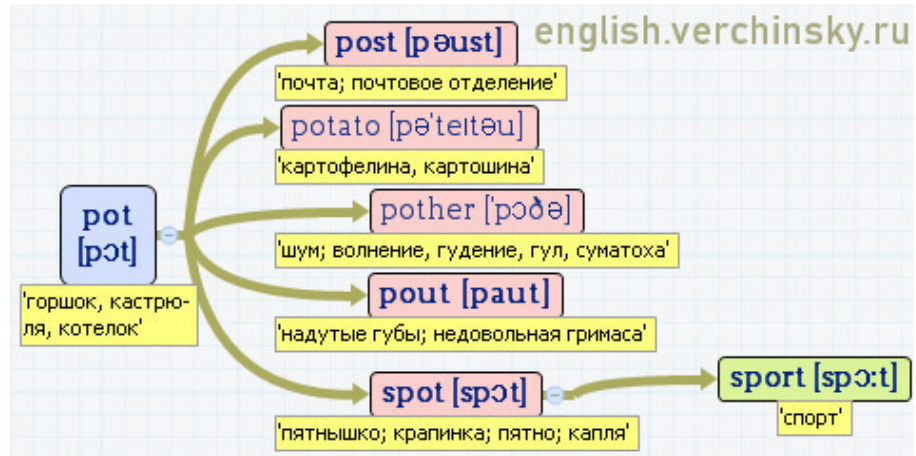 english.verchinsky.ru
post [pəust]
'почта; почтовое отделение'
potato [pə'teɪtəu]
'картофелина, картошина'
pot
[pɔt]
'горшок, кастрю-
ля, котелок'
pother ['pɔðə]
'шум; волнение, гудение, гул, суматоха'
pout [paut]
'надутые губы; недовольная гримаса'
spot [spɔt]
'пятнышко; крапинка; пятно; капля'
sport [spɔ:t]
'спорт'